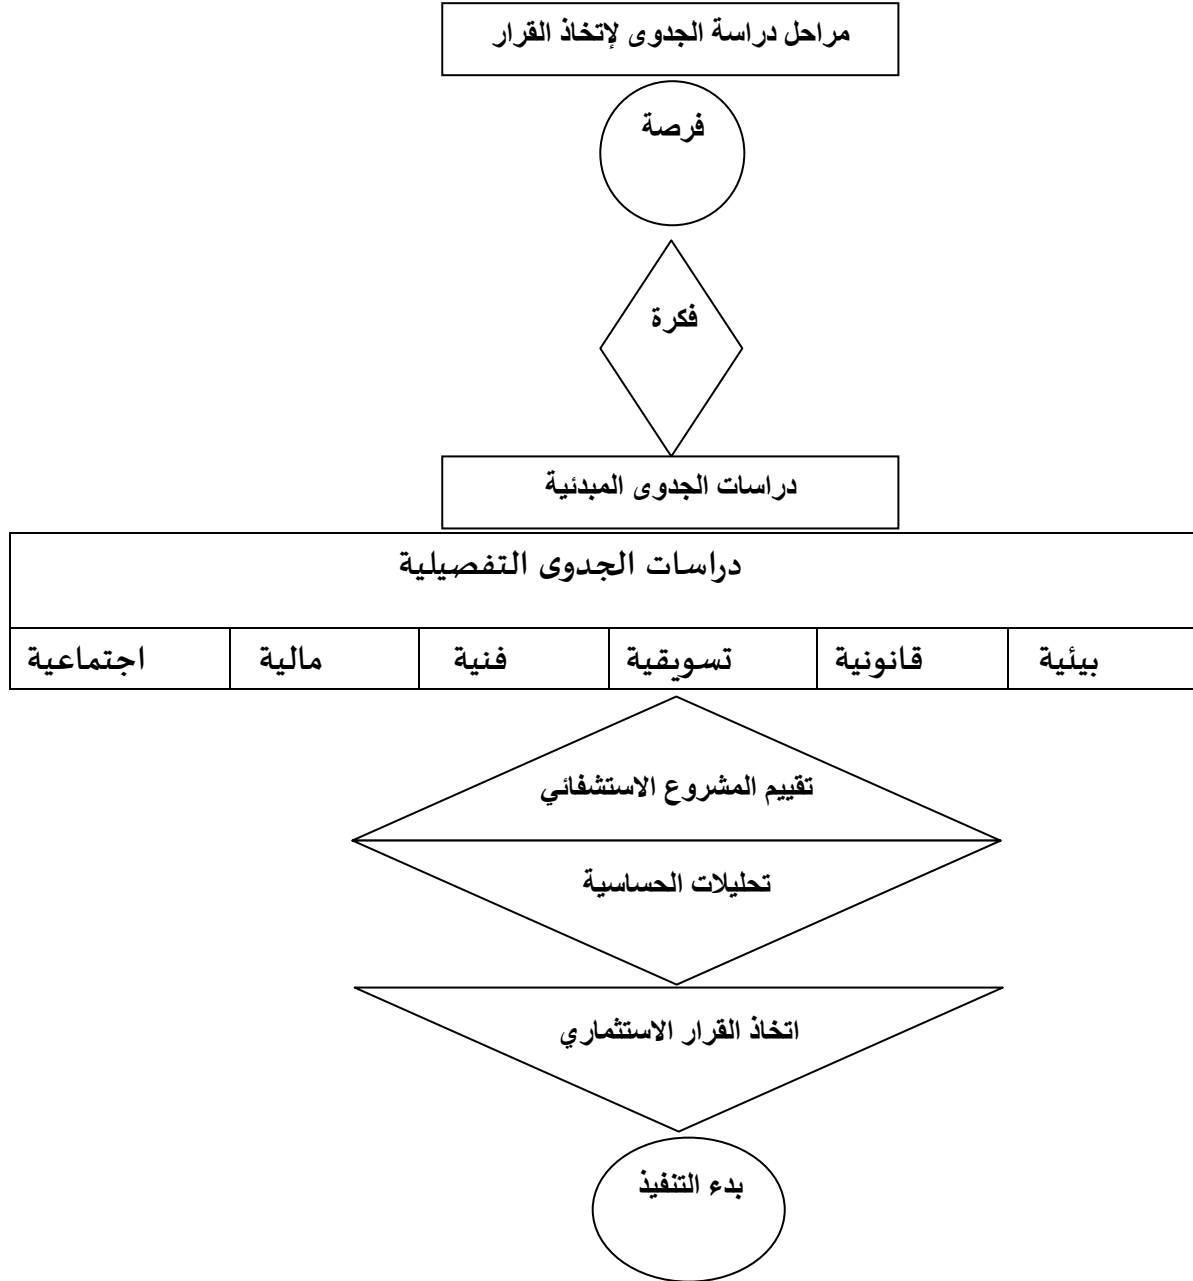 مراحل دراسة الجدوى لإتخاذ القرار
فرصة
فكرة
دراسات الجدوى المبدئية
دراسات الجدوى التفصيلية
بيئية
قانونية
تسويقية
فنية
مالية
اجتماعية
تقييم المشروع الاستشفائي
تحليلات الحساسية
اتخاذ القرار الاستثماري
بدء التنفيذ